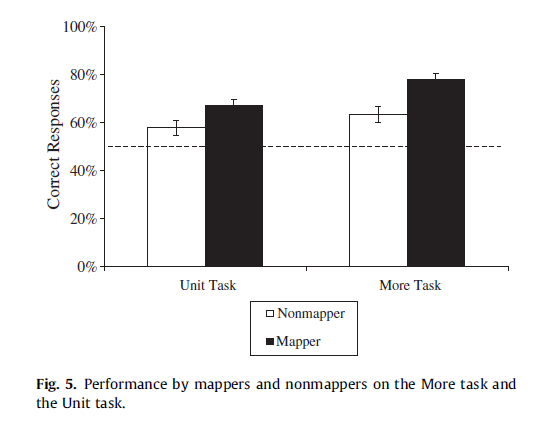 100%
80%
60%
40%
20%
0%
Correct Responses
Unit Task
More Task
Nonmapper
Mapper
Fig. 5. Performance by mappers and nonmappers on the More task and
the Unit task.